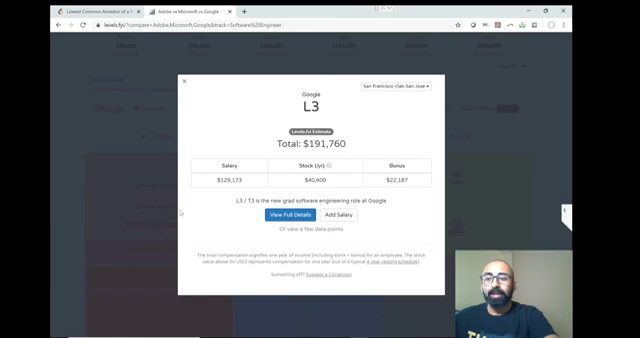 Lowest Common Ancestor of a
Adobe vs Microsoft vs Google
levels.fyi/?compare=Adobe,Microsoft,Google&track=Software%20Engineer
San Francisco-Oak-San Jose
Google
L3
Levels.fyi Estimate
Total: $191,760
Salary Stock (/yr) Bonus
$129,173 $40,400 $22,187
L3 / T3 is the new grad software engineering role at Google
View Full Details Add Salary
Or view a few data points
The total compensation signifies one year of income (including stock + bonus) for an employee. The stock
value above (in USD) represents compensation for one year (out of a typical 4 year vesting schedule).
Something off? Suggest a Correction